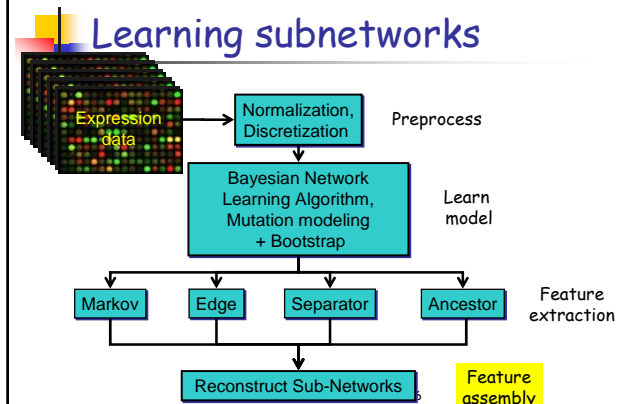 Learning subnetworks
Expression
data
Normalization,
Discretization
Preprocess
Bayesian Network
Learning Algorithm,
Mutation modeling
+ Bootstrap
Learn
model
Markov
Edge
Separator
Ancestor
Feature
extraction
Reconstruct Sub-Networks
Feature
assembly